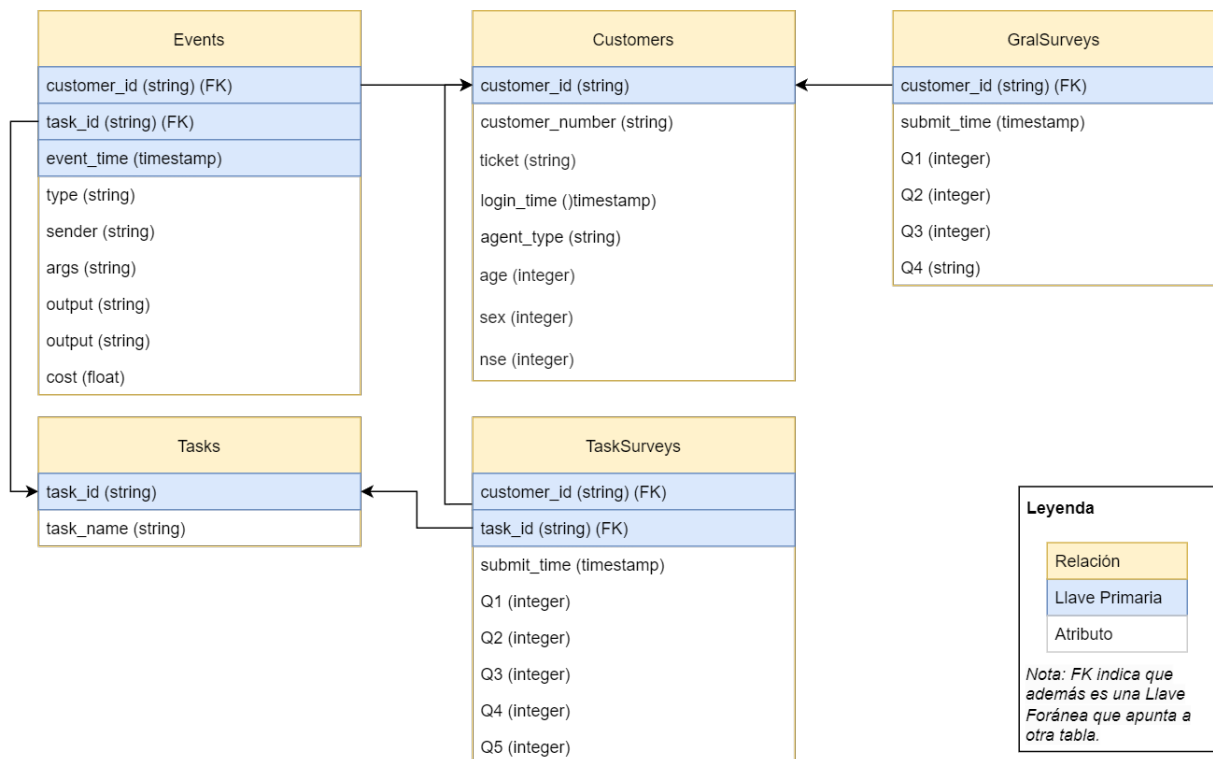 Events
customer_id (string) (FK)
task_id (string) (FK)
event_time (timestamp)
type (string)
sender (string)
args (string)
output (string)
output (string)
cost (float)
Customers
customer_id (string)
customer_number (string)
ticket (string)
login_time ()timestamp)
agent_type (string)
age (integer)
sex (integer)
nse (integer)
GralSurveys
customer_id (string) (FK)
submit_time (timestamp)
Q1 (integer)
Q2 (integer)
Q3 (integer)
Q4 (string)
Tasks
task_id (string)
task_name (string)
TaskSurveys
customer_id (string) (FK)
task_id (string) (FK)
submit_time (timestamp)
Q1 (integer)
Q2 (integer)
Q3 (integer)
Q4 (integer)
Q5 (integer)
Leyenda
Relación
Llave Primaria
Atributo
Nota: FK indica que
además es una Llave
Foránea que apunta a
otra tabla.